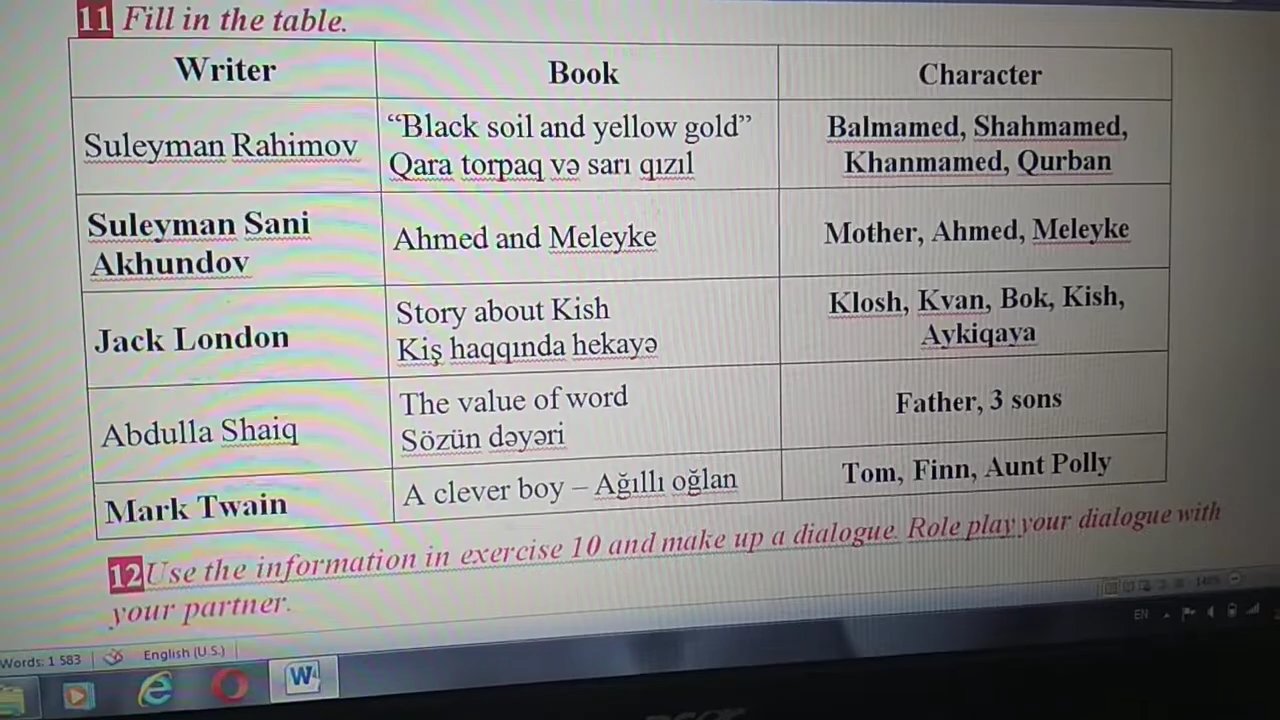 11 Fill in the table.
Writer Book Character
Suleyman Rahimov
“Black soil and yellow gold”
Qara torpaq və sarı qızıl
Balmamed, Shahmamed,
Khanmamed, Qurban
Suleyman Sani
Akhundov
Ahmed and Meleyke
Mother, Ahmed, Meleyke
Jack London
Story about Kish
Kiş haqqında hekayə
Klosh, Kvan, Bok, Kish,
Aykiqaya
Abdulla Shaiq
The value of word
Sözün dəyəri
Father, 3 sons
Mark Twain
A clever boy – Ağıllı oğlan
Tom, Finn, Aunt Polly
12 Use the information in exercise 10 and make up a dialogue. Role play your dialogue with
your partner.
146%
EN
Words: 1 583 English (U.S.)
W